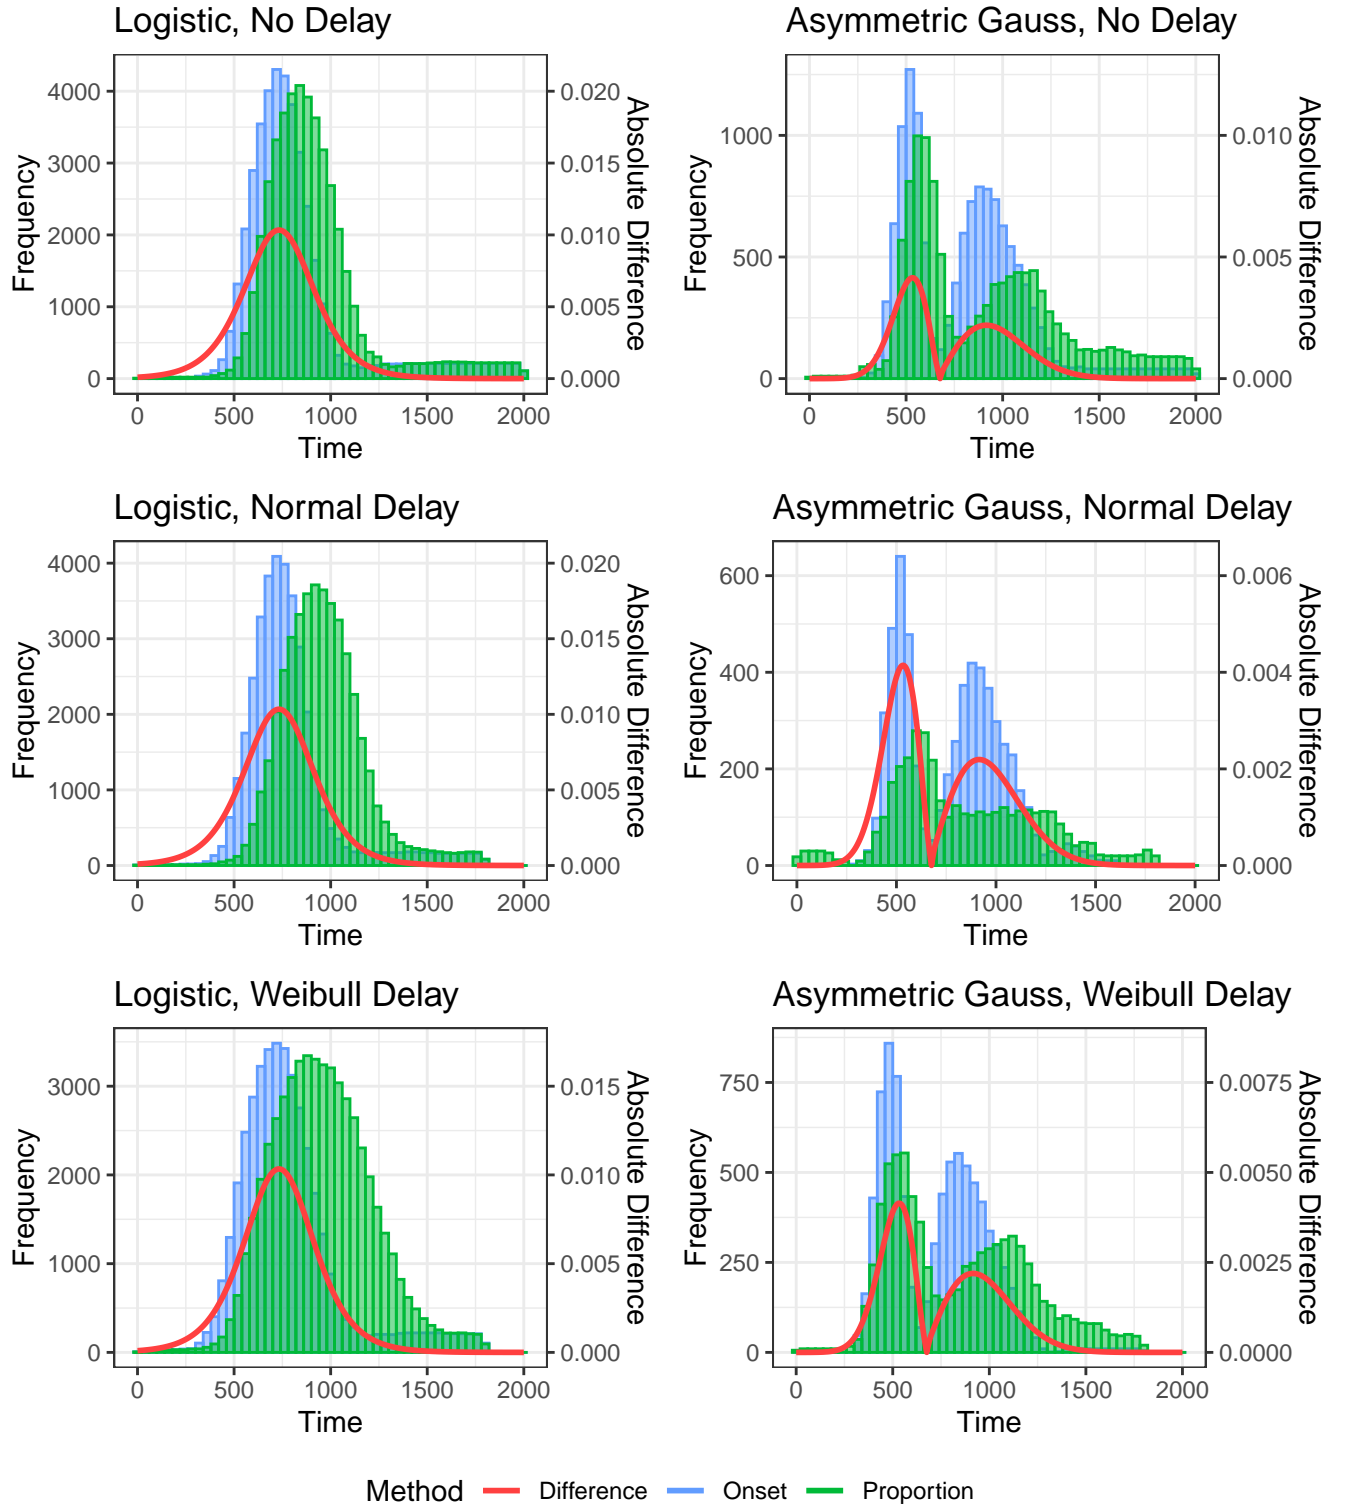 Logistic, No Delay
Asymmetric Gauss, No Delay
Frequency
4000
3000
2000
1000
0
0.020
0.015
0.010
0.005
0.000
Absolute Difference
0 500 1000 1500 2000
Time
Frequency
1000
500
0
0.010
0.005
0.000
Absolute Difference
0 500 1000 1500 2000
Time
Logistic, Normal Delay
Asymmetric Gauss, Normal Delay
Frequency
4000
3000
2000
1000
0
0.020
0.015
0.010
0.005
0.000
Absolute Difference
0 500 1000 1500 2000
Time
Frequency
600
400
200
0
0.006
0.004
0.002
0.000
Absolute Difference
0 500 1000 1500 2000
Time
Logistic, Weibull Delay
Asymmetric Gauss, Weibull Delay
Frequency
3000
2000
1000
0
0.015
0.010
0.005
0.000
Absolute Difference
0 500 1000 1500 2000
Time
Frequency
750
500
250
0
0.0075
0.0050
0.0025
0.0000
Absolute Difference
0 500 1000 1500 2000
Time
Method Difference Onset Proportion